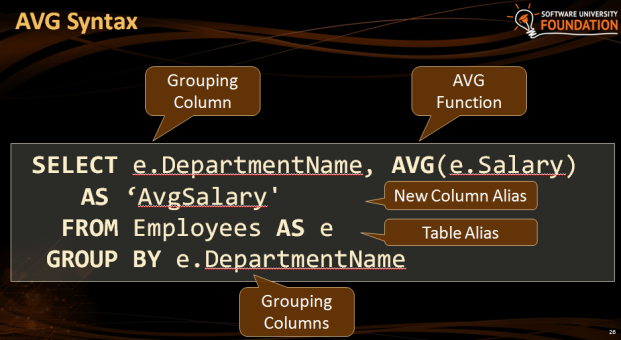 AVG Syntax
SOFTWARE UNIVERSITY
FOUNDATION
Grouping
Column
AVG
Function
SELECT e.DepartmentName, AVG(e.Salary)
AS ‘AvgSalary'
New Column Alias
FROM Employees AS e
Table Alias
GROUP BY e.DepartmentName
Grouping
Columns
26